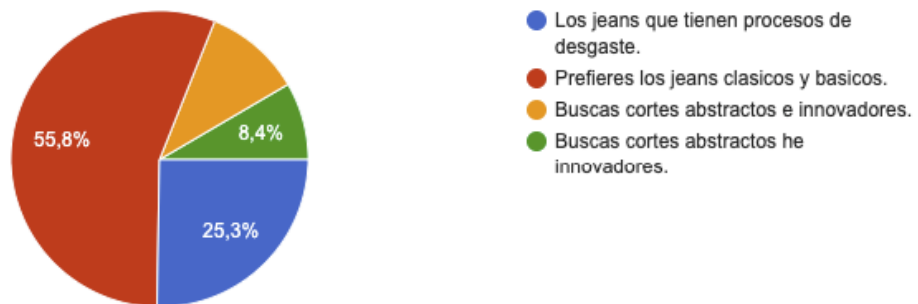 55,8%
8,4%
25,3%
Los jeans que tienen procesos de
desgaste.
Prefieres los jeans clasicos y basicos.
Buscas cortes abstractos e innovadores.
Buscas cortes abstractos he
innovadores.